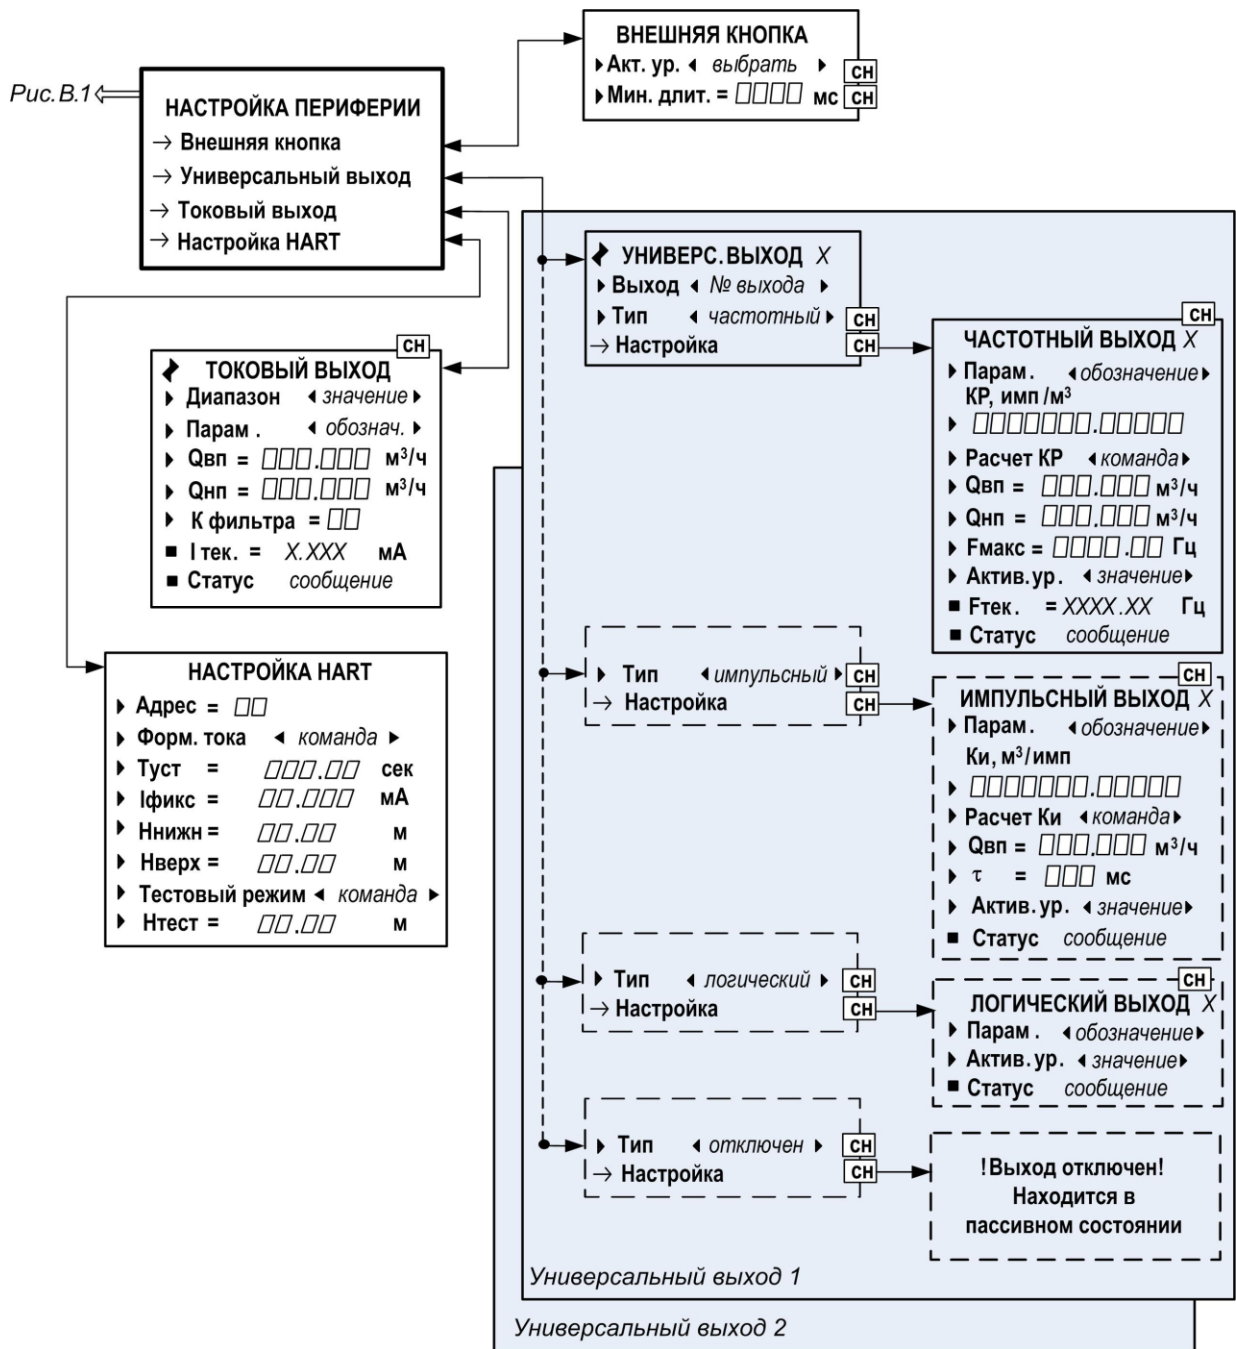 ВНЕШНЯЯ КНОПКА
Акт. ур. выбрать СН
Мин. длит. = мс СН
Рис.В.1
НАСТРОЙКА ПЕРИФЕРИИ
→ Внешняя кнопка
→ Универсальный выход
→ Токовый выход
→ Настройка HART
УНИВЕРС.ВЫХОД X
Выход № выхода
Тип частотный СН
→ Настройка СН
СН
ЧАСТОТНЫЙ ВЫХОД X
Парам. обозначение
КР, имп/м³
.
Расчет КР команда
Qвп = . м³/ч
Qнп = . м³/ч
Fмакс = . Гц
Актив.ур. значение
Fтек. = XXXX.XX Гц
Статус сообщение
СН
ТОКОВЫЙ ВЫХОД
Диапазон значение
Парам. обознач.
Qвп = . м³/ч
Qнп = . м³/ч
К фильтра =
I тек. = X.XXX мА
Статус сообщение
НАСТРОЙКА HART
Адрес =
Форм. тока команда
Туст = . сек
Iфикс = . мА
Ннижн = . м
Нверх = . м
Тестовый режим команда
Нтест = . м
Тип импульсный СН
→ Настройка СН
СН
ИМПУЛЬСНЫЙ ВЫХОД X
Парам. обозначение
Ки, м³/имп
.
Расчет Ки команда
Qвп = . м³/ч
τ = мс
Актив.ур. значение
Статус сообщение
Тип логический СН
→ Настройка СН
СН
ЛОГИЧЕСКИЙ ВЫХОД X
Парам. обозначение
Актив.ур. значение
Статус сообщение
Тип отключен СН
→ Настройка СН
!Выход отключен!
Находится в
пассивном состоянии
Универсальный выход 1
Универсальный выход 2